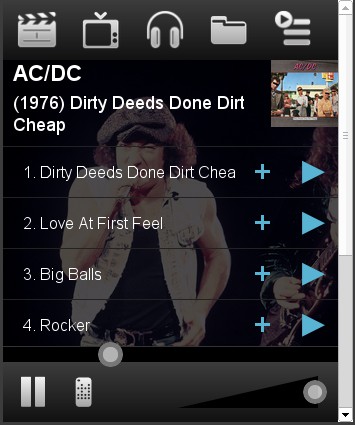 AC/DC
(1976) Dirty Deeds Done Dirt
Cheap
1. Dirty Deeds Done Dirt Chea
2. Love At First Feel
3. Big Balls
4. Rocker